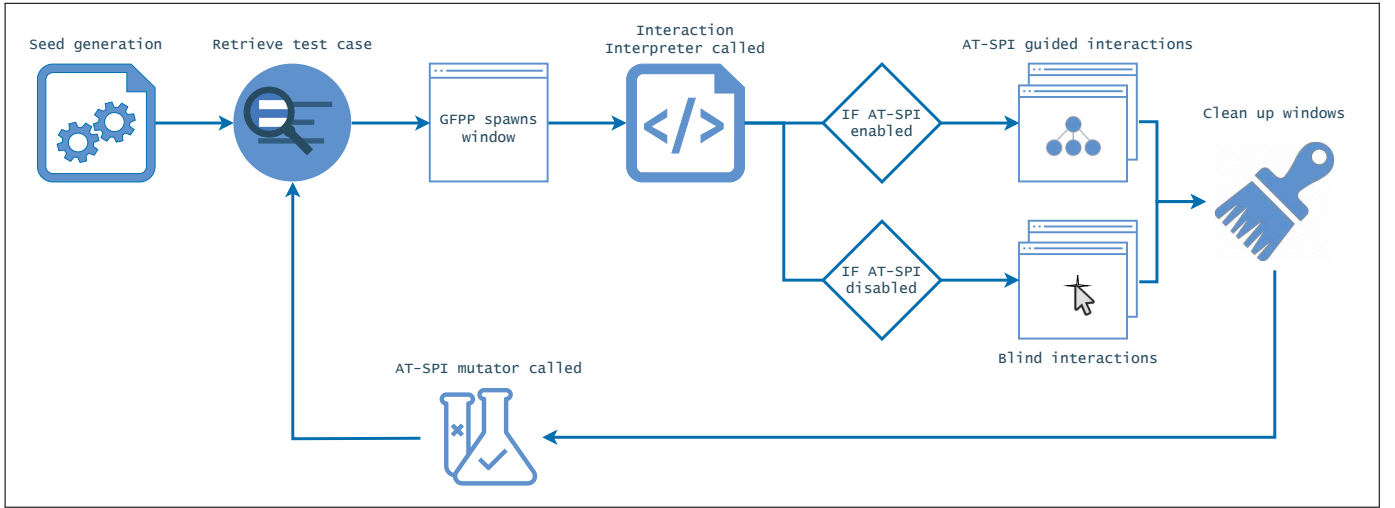 Seed generation
Retrieve test case
GFPP spawns
window
Interaction
Interpreter called
</>
IF AT-SPI
enabled
AT-SPI guided interactions
Clean up windows
IF AT-SPI
disabled
Blind interactions
AT-SPI mutator called